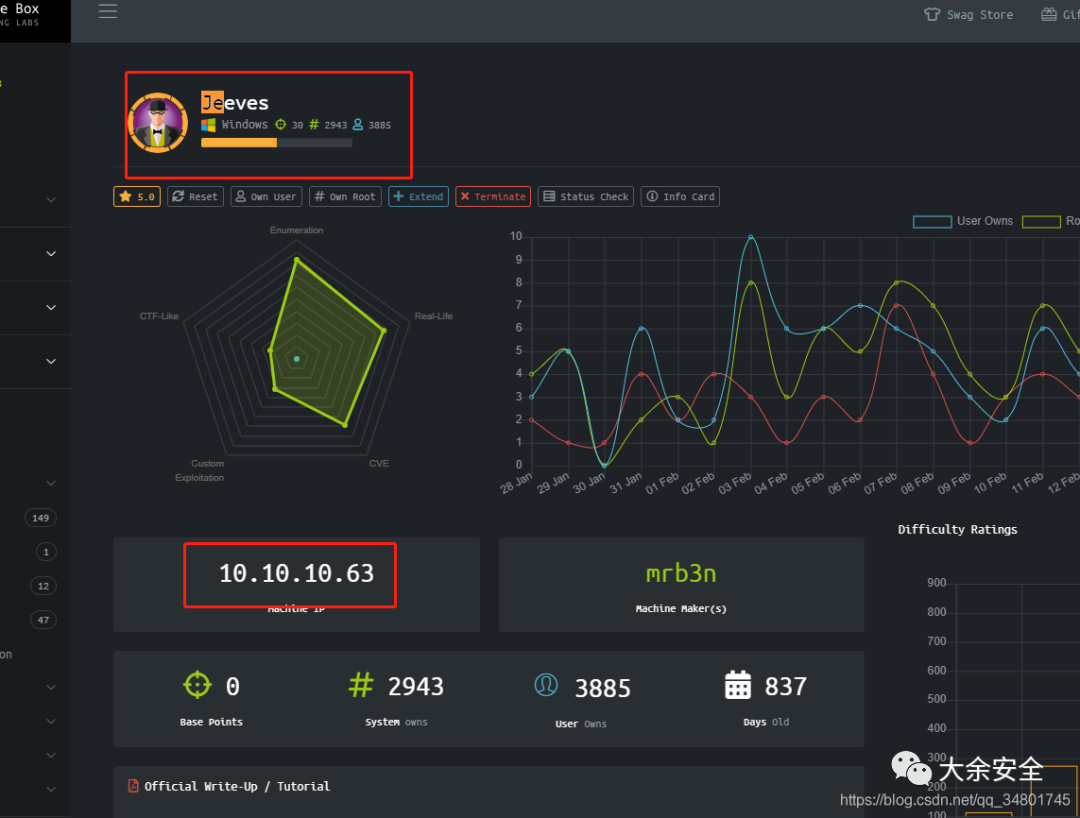 e Box
NG LABS
Swag Store
Gif
Jeeves
Windows 30 # 2943 3885
5.0 Reset Own User # Own Root + Extend × Terminate Status Check Info Card
Enumeration
CTF-Like
Real-Life
Custom
Exploitation
CVE
User Owns
Ro
10
9
8
7
6
5
4
3
2
1
0
28 Jan 29 Jan 30 Jan 31 Jan 01 Feb 02 Feb 03 Feb 04 Feb 05 Feb 06 Feb 07 Feb 08 Feb 09 Feb 10 Feb 11 Feb 12 Feb
149
1
12
47
on
10.10.10.63
Machine IP
mrb3n
Machine Maker(s)
Difficulty Ratings
900
800
700
600
500
400
300
200
100
0 # 2943 3885 837
Base Points System owns User Owns Days Old
Official Write-Up / Tutorial
大余安全
https://blog.csdn.net/qq_34801745